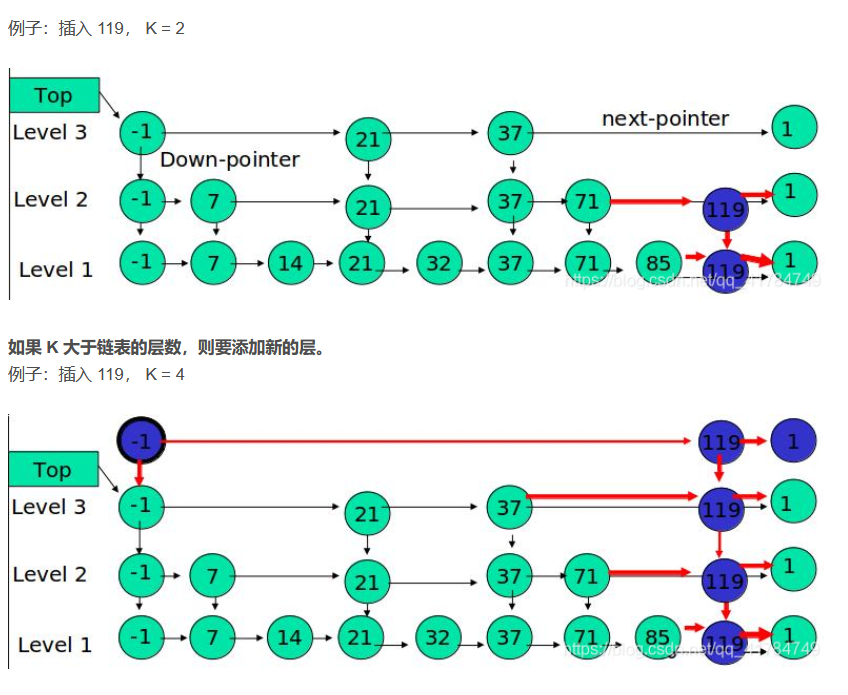 例子：插入 119， K = 2
Top
Level 3 -1 21 37 next-pointer 1
Down-pointer
Level 2 -1 7 21 37 71 119 1
Level 1 -1 7 14 21 32 37 71 85 119 1
如果 K 大于链表的层数，则要添加新的层。
例子：插入 119， K = 4
-1 119 1
Top
Level 3 -1 21 37 119 1
Level 2 -1 7 21 37 71 119 1
Level 1 -1 7 14 21 32 37 71 85 119 1